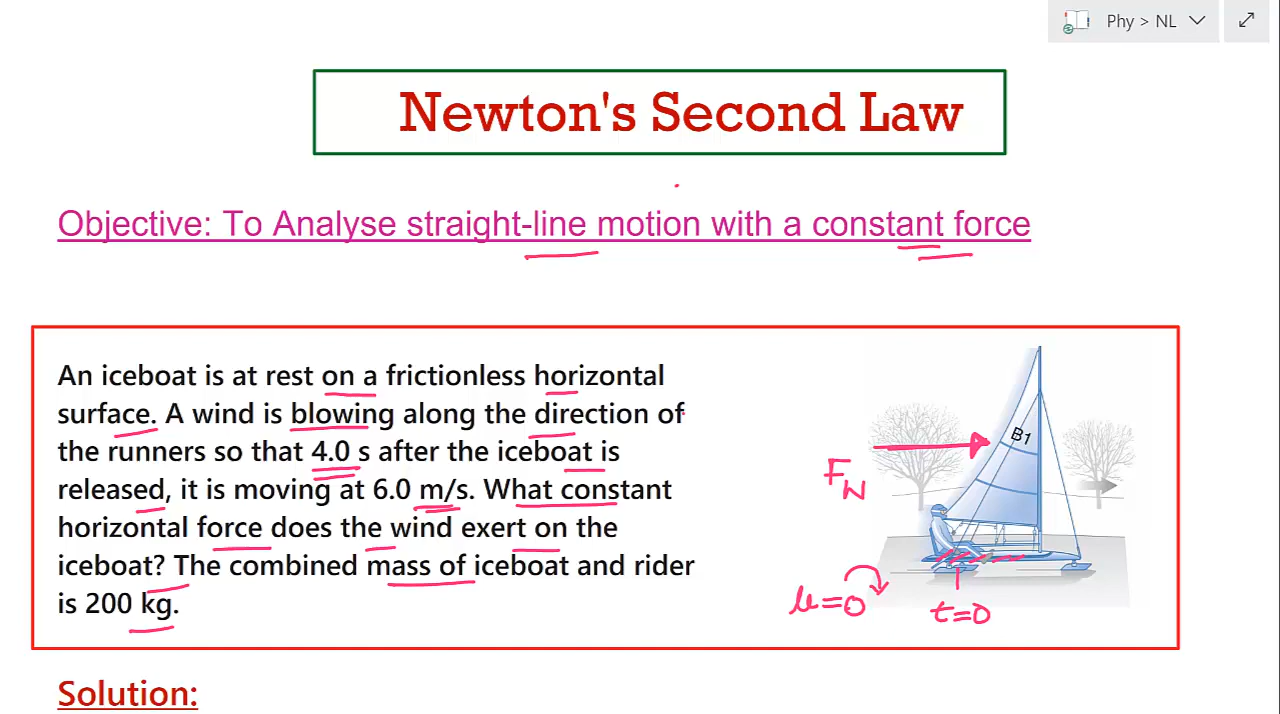 Phy > NL
Newton's Second Law
Objective: To Analyse straight-line motion with a constant force
An iceboat is at rest on a frictionless horizontal
surface. A wind is blowing along the direction of
the runners so that 4.0 s after the iceboat is
released, it is moving at 6.0 m/s. What constant
horizontal force does the wind exert on the
iceboat? The combined mass of iceboat and rider
is 200 kg.
B1
F_W
u=0
t=0
Solution: